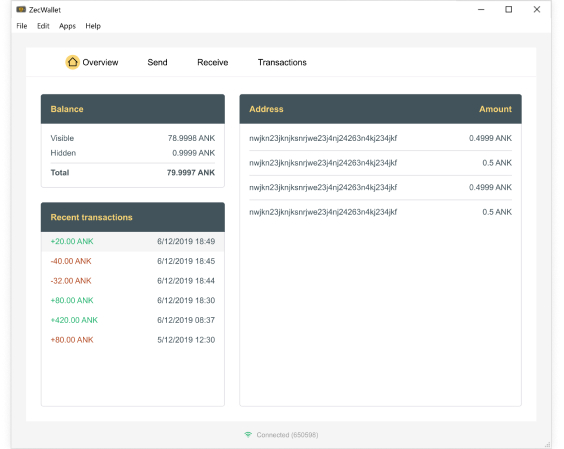 ZecWallet
File Edit Apps Help
Overview Send Receive Transactions
Balance
Visible 78.9998 ANK
Hidden 0.9999 ANK
Total 79.9997 ANK
Recent transactions
+20.00 ANK 6/12/2019 18:49
-40.00 ANK 6/12/2019 18:45
-32.00 ANK 6/12/2019 18:44
+80.00 ANK 6/12/2019 18:30
+420.00 ANK 6/12/2019 08:37
+80.00 ANK 5/12/2019 12:30
Address Amount
nwjkn23jknjksnrjwe23j4nj24263n4kj234jkf 0.4999 ANK
nwjkn23jknjksnrjwe23j4nj24263n4kj234jkf 0.5 ANK
nwjkn23jknjksnrjwe23j4nj24263n4kj234jkf 0.4999 ANK
nwjkn23jknjksnrjwe23j4nj24263n4kj234jkf 0.5 ANK
Connected (650598)